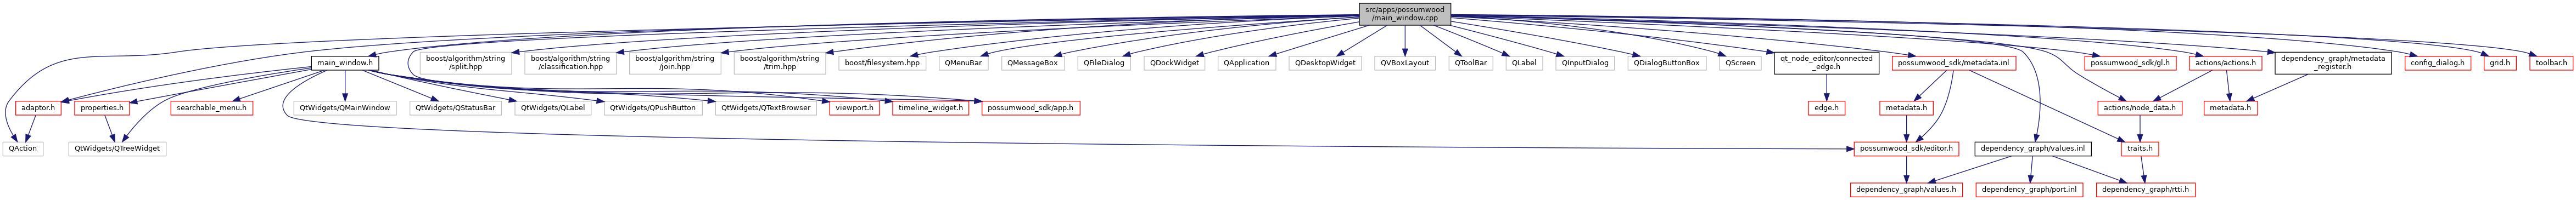 src/apps/possumwood
/main_window.cpp
main_window.h
boost/algorithm/string
/split.hpp
boost/algorithm/string
/classification.hpp
boost/algorithm/string
/join.hpp
boost/algorithm/string
/trim.hpp
boost/filesystem.hpp
QMenuBar
QMessageBox
QFileDialog
QDockWidget
QApplication
QDesktopWidget
QVBoxLayout
QToolBar
QLabel
QInputDialog
QDialogButtonBox
QScreen
qt_node_editor/connected
_edge.h
possumwood_sdk/metadata.inl
possumwood_sdk/gl.h
actions/actions.h
dependency_graph/metadata
_register.h
config_dialog.h
grid.h
toolbar.h
adaptor.h
properties.h
searchable_menu.h
QtWidgets/QMainWindow
QtWidgets/QStatusBar
QtWidgets/QLabel
QtWidgets/QPushButton
QtWidgets/QTextBrowser
viewport.h
timeline_widget.h
possumwood_sdk/app.h
edge.h
metadata.h
actions/node_data.h
metadata.h
QAction
QtWidgets/QTreeWidget
possumwood_sdk/editor.h
dependency_graph/values.inl
traits.h
dependency_graph/values.h
dependency_graph/port.inl
dependency_graph/rtti.h